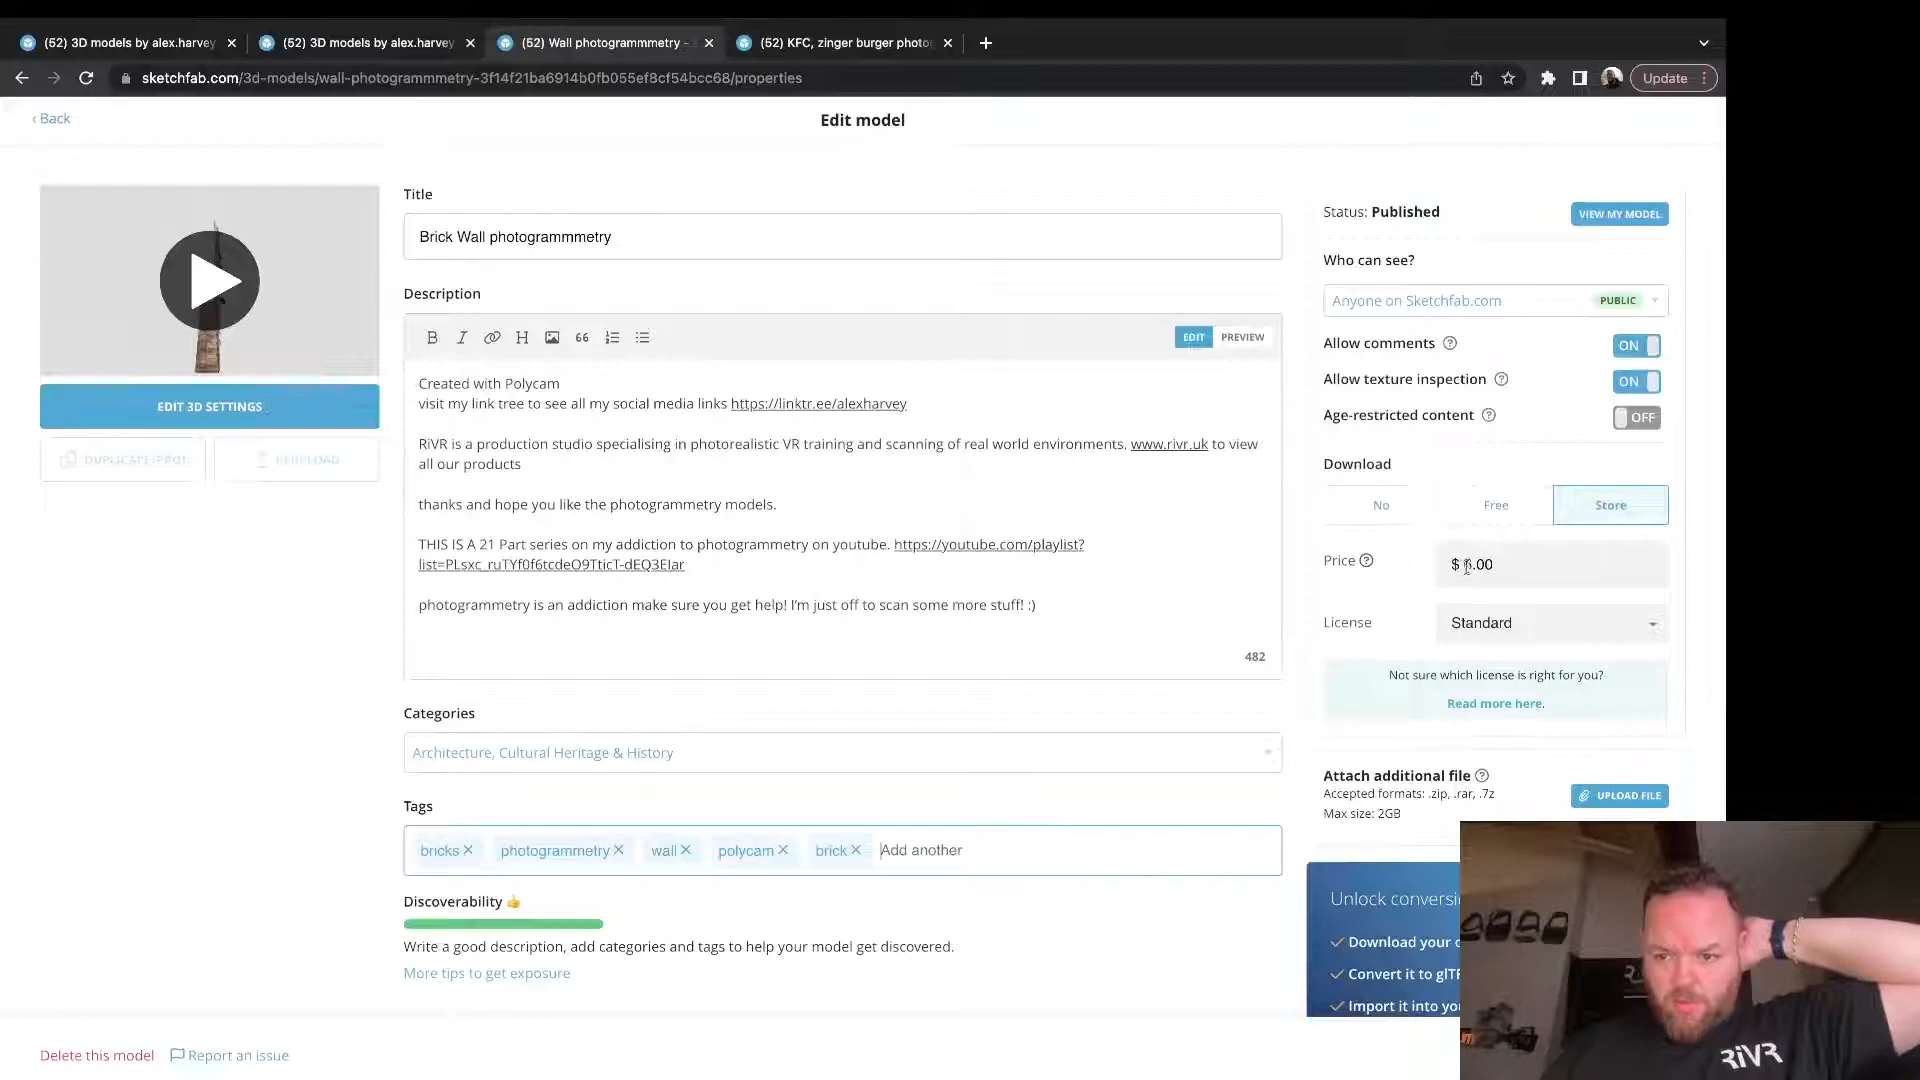 (52) 3D models by alex.harvey
(52) 3D models by alex.harvey
(52) Wall photogrammmetry -
(52) KFC, zinger burger photo
sketchfab.com/3d-models/wall-photogrammmetry-3f14f21ba6914b0fb055ef8cf54bcc68/properties
Update
‹ Back
Edit model
EDIT 3D SETTINGS
REUPLOAD
Title
Brick Wall photogrammmetry
Description
B I H 66
EDIT PREVIEW
Created with Polycam
visit my link tree to see all my social media links https://linktr.ee/alexharvey
RiVR is a production studio specialising in photorealistic VR training and scanning of real world environments. www.rivr.uk to view
all our products
thanks and hope you like the photogrammetry models.
THIS IS A 21 Part series on my addiction to photogrammetry on youtube. https://youtube.com/playlist?
list=PLsxc_ruTYf0f6tcdeO9TticT-dEQ3EIar
photogrammetry is an addiction make sure you get help! I'm just off to scan some more stuff! :)
482
Categories
Architecture, Cultural Heritage & History
Tags
bricks photogrammetry wall polycam brick Add another
Discoverability
Write a good description, add categories and tags to help your model get discovered.
More tips to get exposure
Status: Published
VIEW MY MODEL
Who can see?
Anyone on Sketchfab.com PUBLIC
Allow comments ? ON
Allow texture inspection ? ON
Age-restricted content ? OFF
Download
No Free Store
Price ?
License Standard
Not sure which license is right for you?
Read more here.
Attach additional file ?
Accepted formats: .zip, .rar, .7z
Max size: 2GB
UPLOAD FILE
Unlock
Download your
Convert it to
Import it into
RiVR
Delete this model Report an issue